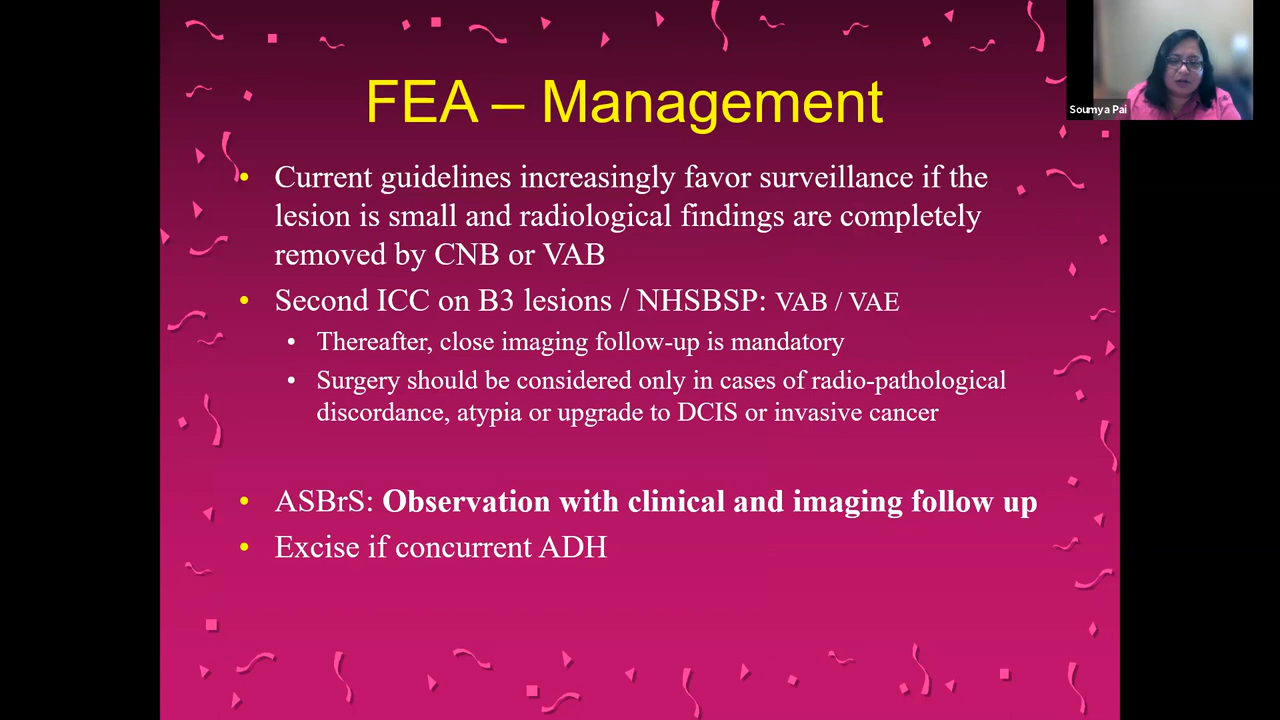 FEA – Management
Soumya Pai
• Current guidelines increasingly favor surveillance if the
lesion is small and radiological findings are completely
removed by CNB or VAB
• Second ICC on B3 lesions / NHSBSP: VAB / VAE
• Thereafter, close imaging follow-up is mandatory
• Surgery should be considered only in cases of radio-pathological
discordance, atypia or upgrade to DCIS or invasive cancer
• ASBrS: Observation with clinical and imaging follow up
• Excise if concurrent ADH